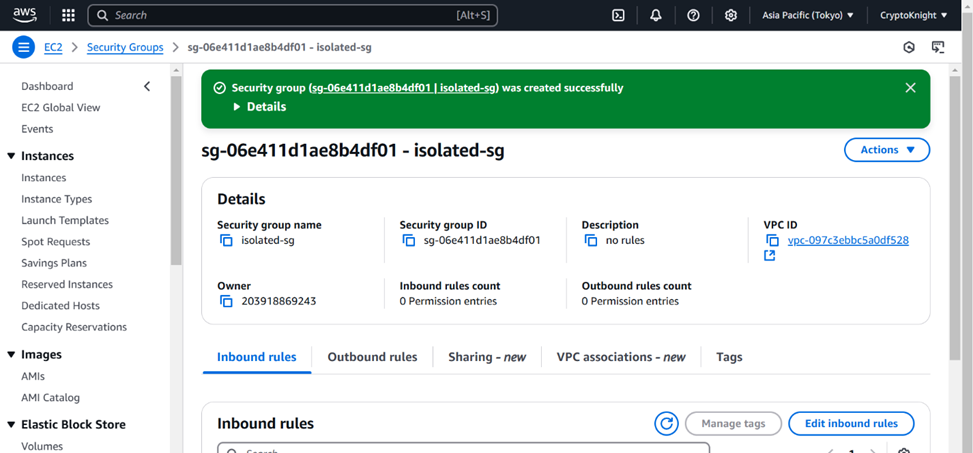 aws
Search [Alt+S]
Asia Pacific (Tokyo) ▼
CryptoKnight ▼
EC2 > Security Groups > sg-06e411d1ae8b4df01 - isolated-sg
Dashboard
EC2 Global View
Events
Instances
Instances
Instance Types
Launch Templates
Spot Requests
Savings Plans
Reserved Instances
Dedicated Hosts
Capacity Reservations
Images
AMIs
AMI Catalog
Elastic Block Store
Volumes
Security group (sg-06e411d1ae8b4df01 | isolated-sg) was created successfully
Details
sg-06e411d1ae8b4df01 - isolated-sg
Actions ▼
Details
Security group name
isolated-sg
Security group ID
sg-06e411d1ae8b4df01
Description
no rules
VPC ID
vpc-097c3ebbc5a0df528
Owner
203918869243
Inbound rules count
0 Permission entries
Outbound rules count
0 Permission entries
Inbound rules
Outbound rules
Sharing - new
VPC associations - new
Tags
Inbound rules
Manage tags
Edit inbound rules
Search
1